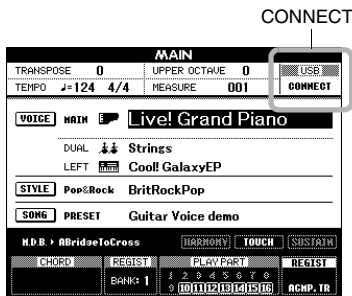 CONNECT
MAIN
TRANSPOSE 0 UPPER OCTAVE 0 USB
TEMPO ♩=124 4/4 MEASURE 001 CONNECT
VOICE MAIN Live! Grand Piano
DUAL Strings
LEFT Cool! GalaxyEP
STYLE Pop&Rock BritRockPop
SONG PRESET Guitar Voice demo
M.D.B. ▸ ABridgeToCross HARMONY TOUCH SUSTAIN
CHORD REGIST PLAY PART REGIST
BANK: 1 1 2 3 4 5 6 7 8
9 10 11 12 13 14 15 16 ACMP. TR